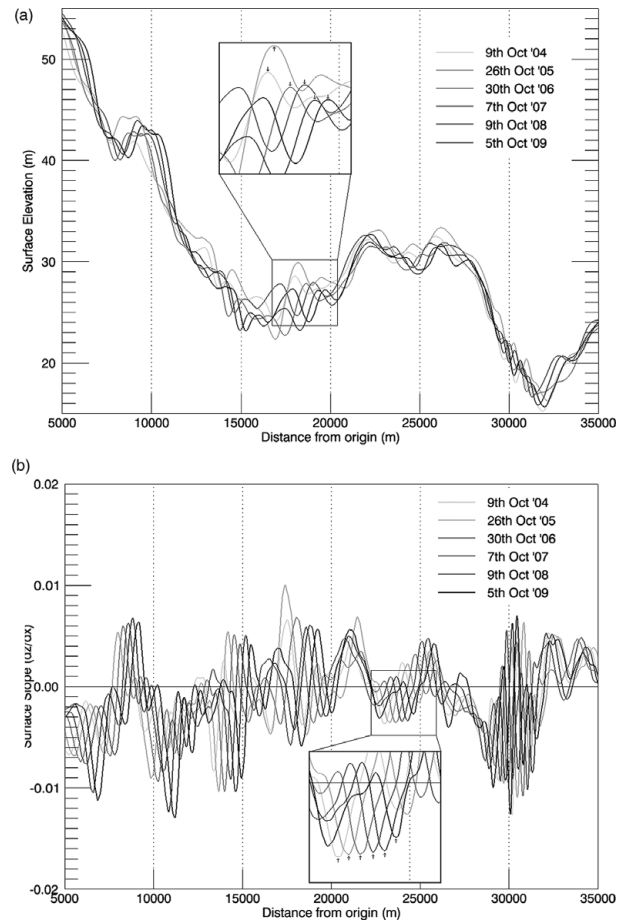 (a)
50
40
30
20
Surface Elevation (m)
9th Oct '04
26th Oct '05
30th Oct '06
7th Oct '07
9th Oct '08
5th Oct '09
5000 10000 15000 20000 25000 30000 35000
Distance from origin (m)
(b)
0.02
0.01
0.00
-0.01
-0.02
Surface Slope (dz/dx)
9th Oct '04
26th Oct '05
30th Oct '06
7th Oct '07
9th Oct '08
5th Oct '09
5000 10000 15000 20000 25000 30000 35000
Distance from origin (m)